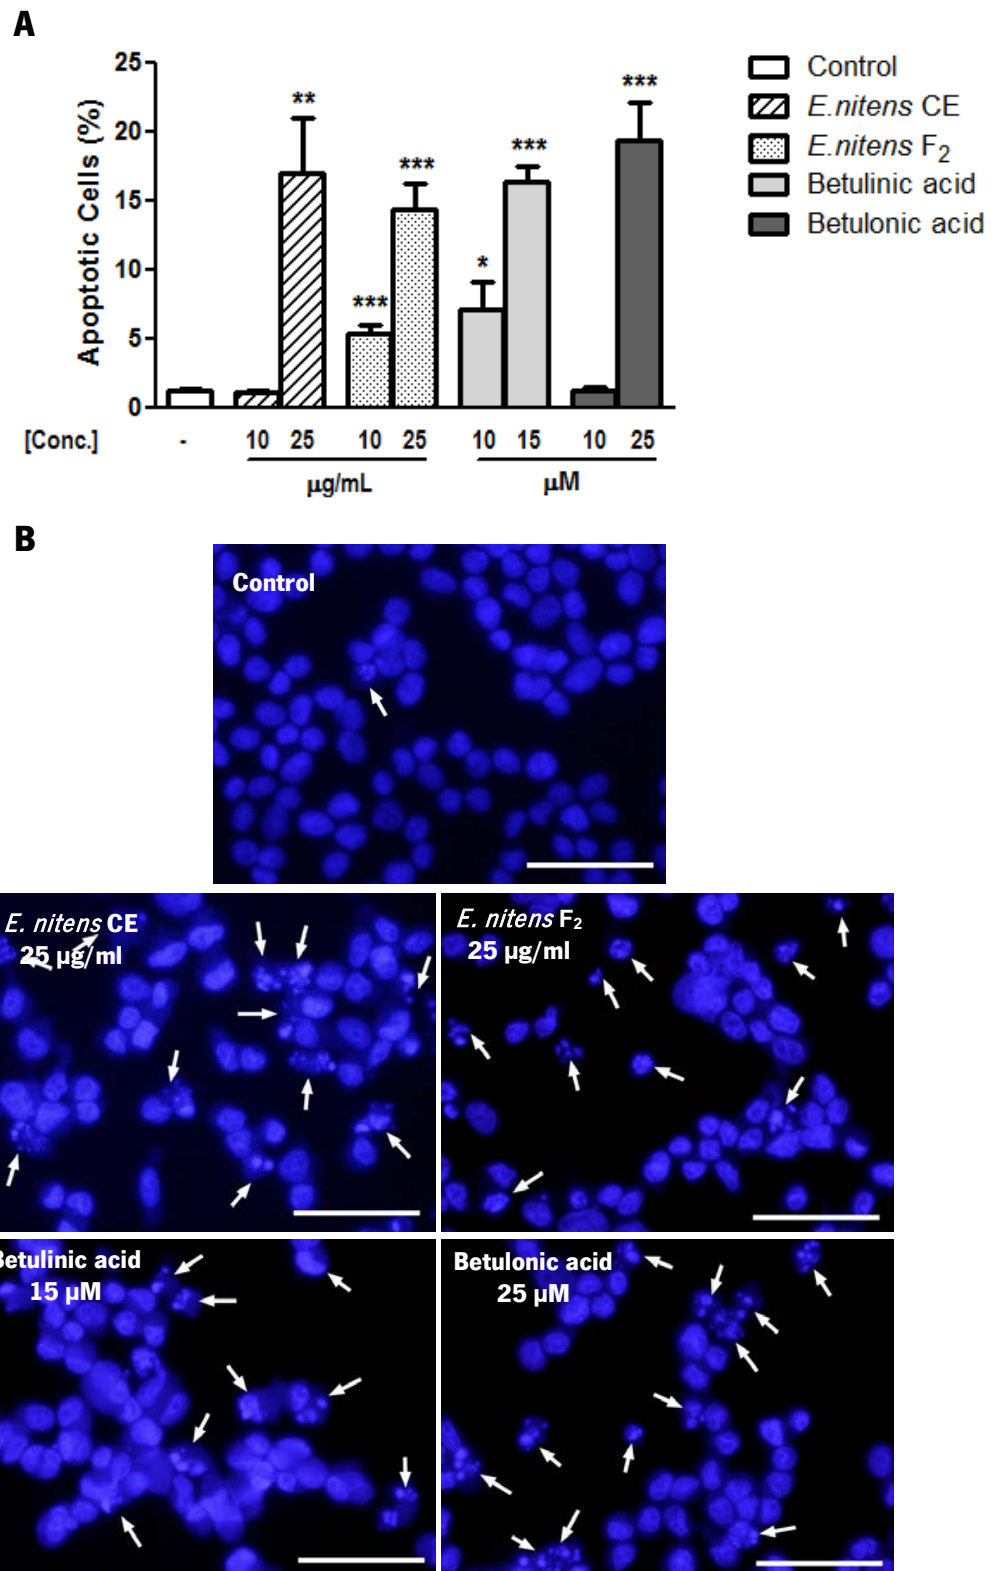 A
25
20
15
10
5
0
Apoptotic Cells (%)
**
***
***
*
***
***
Control
E.nitens CE
E.nitens F2
Betulinic acid
Betulonic acid
[Conc.] - 10 25 10 25 10 15 10 25
µg/mL µM
B
Control
E. nitens CE
25 µg/ml
E. nitens F2
25 µg/ml
Betulinic acid
15 µM
Betulonic acid
25 µM